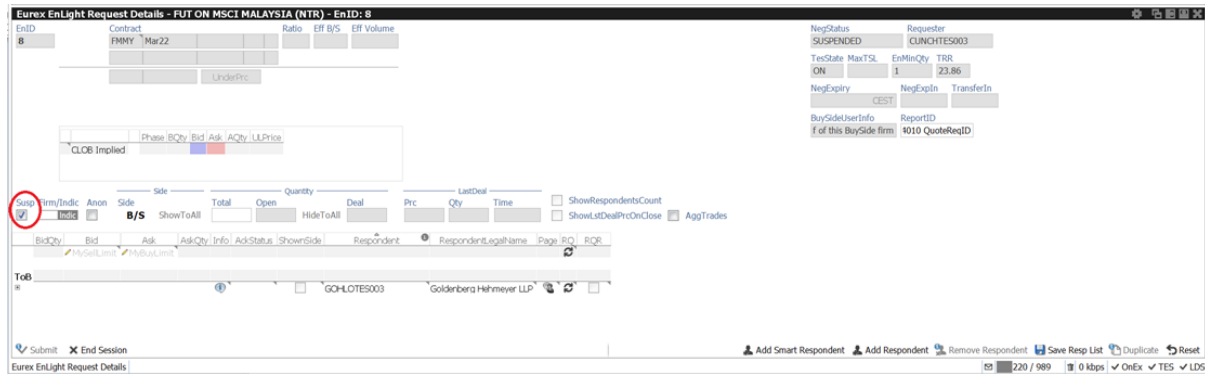 Eurex EnLight Request Details - FUT ON MSCI MALAYSIA (NTR) - EnID: 8
EnID Contract Ratio Eff B/S Eff Volume NegStatus Requester
8 FMMY Mar22 SUSPENDED CUNCHTES003
TesState MaxTSL EnMinQty TRR
ON 1 23.86
UnderPrc
NegExpiry NegExpIn TransferIn
CEST
BuySideUserInfo ReportID
f of this BuySide firm 4010 QuoteReqID
Phase BQty Bid Ask AQty ULPrice
CLOB Implied
Side Quantity LastDeal
Susp Firm/Indic Anon Side Total Open Deal Prc Qty Time ShowRespondentsCount
Indic B/S ShowToAll HideToAll ShowLstDealPrcOnClose AggTrades
BidQty Bid Ask AskQty Info AckStatus ShownSide Respondent RespondentLegalName Page RQ RQR
MySellLimit MyBuyLimit
ToB
GOHLOTES003 Goldenberg Hehmeyer LLP
Submit End Session Add Smart Respondent Add Respondent Remove Respondent Save Resp List Duplicate Reset
Eurex EnLight Request Details 220 / 989 0 kbps OnEx TES LDS